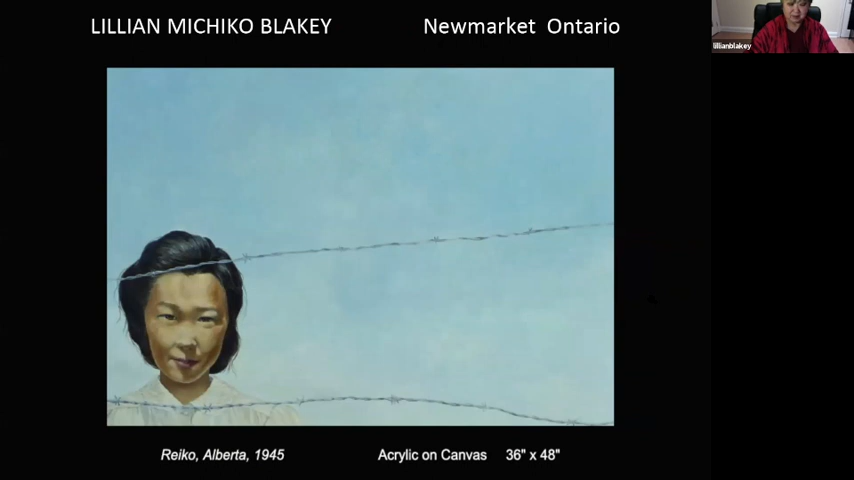 LILLIAN MICHIKO BLAKEY Newmarket Ontario
lillianblakey
Reiko, Alberta, 1945 Acrylic on Canvas 36" x 48"